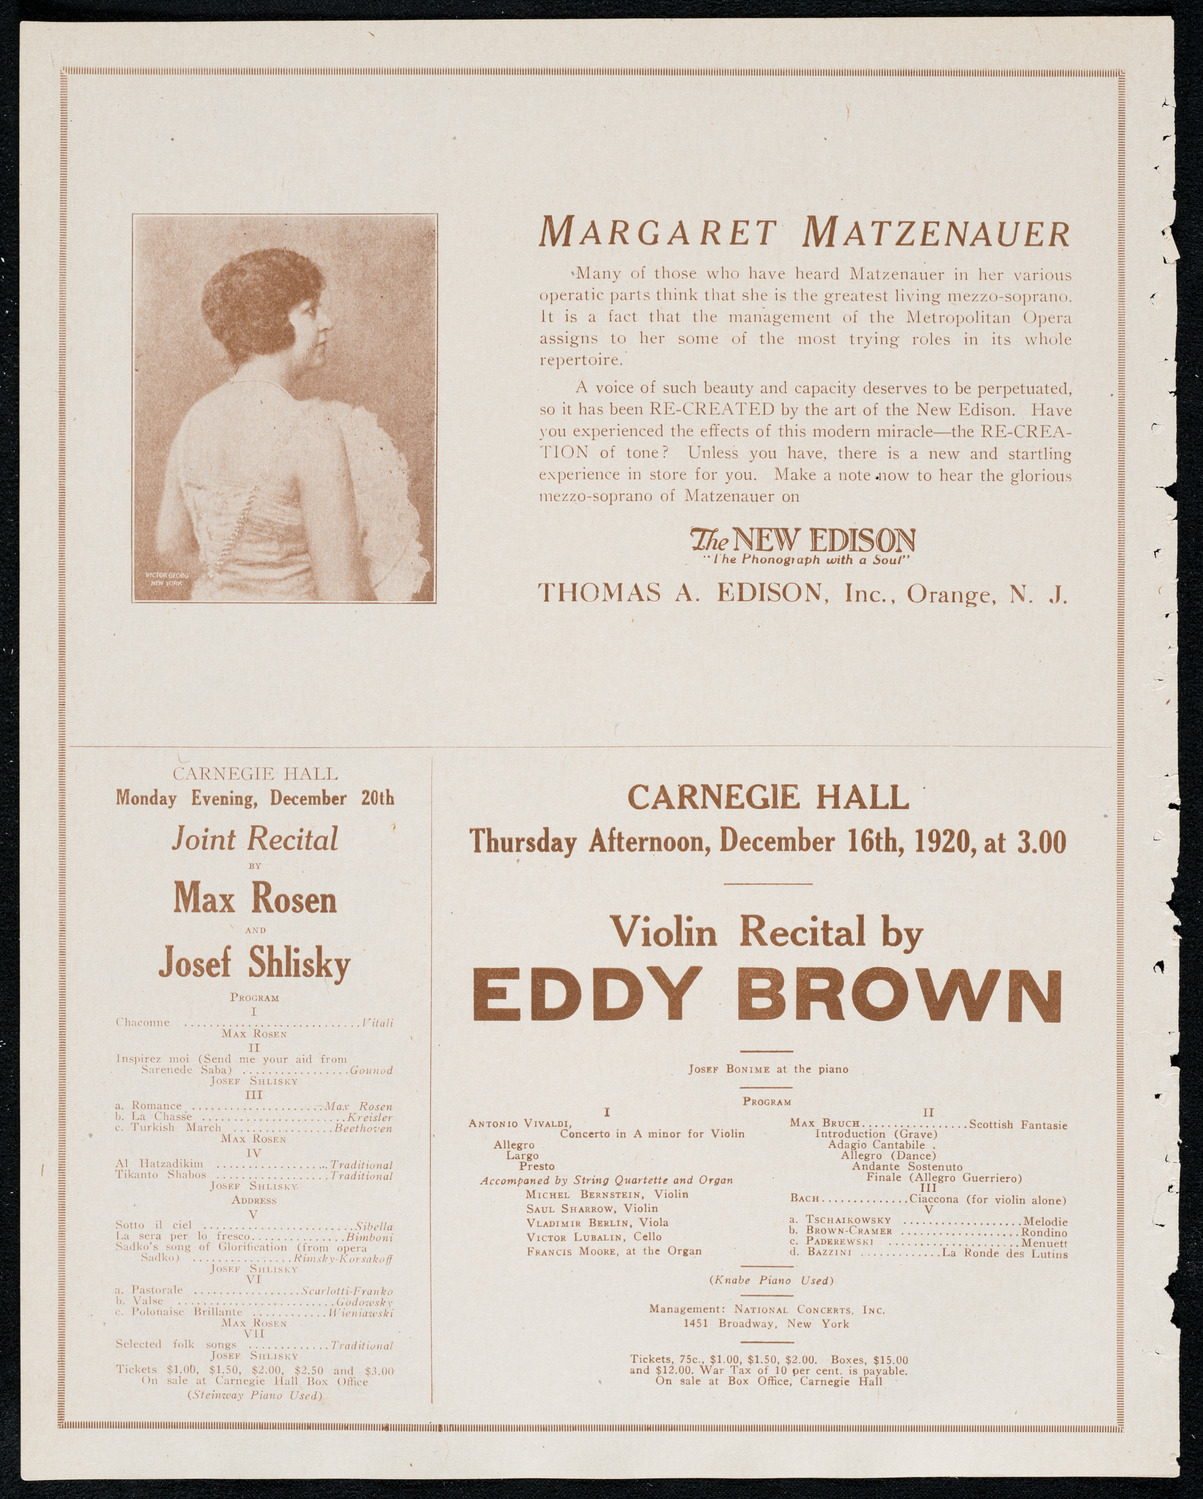 VICTOR GEORG
NEW YORK
MARGARET MATZENAUER
Many of those who have heard Matzenauer in her various
operatic parts think that she is the greatest living mezzo-soprano.
It is a fact that the management of the Metropolitan Opera
assigns to her some of the most trying roles in its whole
repertoire.
A voice of such beauty and capacity deserves to be perpetuated,
so it has been RE-CREATED by the art of the New Edison. Have
you experienced the effects of this modern miracle—the RE-CREA-
TION of tone? Unless you have, there is a new and startling
experience in store for you. Make a note now to hear the glorious
mezzo-soprano of Matzenauer on
The NEW EDISON
"The Phonograph with a Soul"
THOMAS A. EDISON, Inc., Orange, N. J.
CARNEGIE HALL
Monday Evening, December 20th
Joint Recital
BY
Max Rosen
AND
Josef Shlisky
PROGRAM
I
Chaconne ..........................Vitali
MAX ROSEN
II
Inspirez moi (Send me your aid from
Sarenede Saba) ................Gounod
JOSEF SHLISKY
III
a. Romance ....................Max Rosen
b. La Chasse ......................Kreisler
c. Turkish March ................Beethoven
MAX ROSEN
IV
Al Hatzadikim .................Traditional
Tikanto Shabos .................Traditional
JOSEF SHLISKY
ADDRESS
V
Sotto il ciel .......................Sibella
La sera per lo fresco..............Bimboni
Sadko's song of Glorification (from opera
Sadko) ...............Rimsky-Korsakoff
JOSEF SHLISKY
VI
a. Pastorale ................Scarlotti-Franko
b. Valse .......................Godowsky
c. Polonaise Brillante ...........Wieniawski
MAX ROSEN
VII
Selected folk songs ............Traditional
JOSEF SHLISKY
Tickets $1.00, $1.50, $2.00, $2.50 and $3.00
On sale at Carnegie Hall Box Office
(Steinway Piano Used)
CARNEGIE HALL
Thursday Afternoon, December 16th, 1920, at 3.00
Violin Recital by
EDDY BROWN
JOSEF BONIME at the piano
PROGRAM
I
ANTONIO VIVALDI,
Concerto in A minor for Violin
Allegro
Largo
Presto
Accompaned by String Quartette and Organ
MICHEL BERNSTEIN, Violin
SAUL SHARROW, Violin
VLADIMIR BERLIN, Viola
VICTOR LUBALIN, Cello
FRANCIS MOORE, at the Organ
II
MAX BRUCH................Scottish Fantasie
Introduction (Grave)
Adagio Cantabile
Allegro (Dance)
Andante Sostenuto
Finale (Allegro Guerriero)
III
BACH.............Ciaccona (for violin alone)
V
a. TSCHAIKOWSKY ..................Melodie
b. BROWN-CRAMER ..................Rondino
c. PADEREWSKI ....................Menuett
d. BAZZINI ............La Ronde des Lutins
(Knabe Piano Used)
Management: NATIONAL CONCERTS, INC.
1451 Broadway, New York
Tickets, 75c., $1.00, $1.50, $2.00. Boxes, $15.00
and $12.00. War Tax of 10 per cent. is payable.
On sale at Box Office, Carnegie Hall